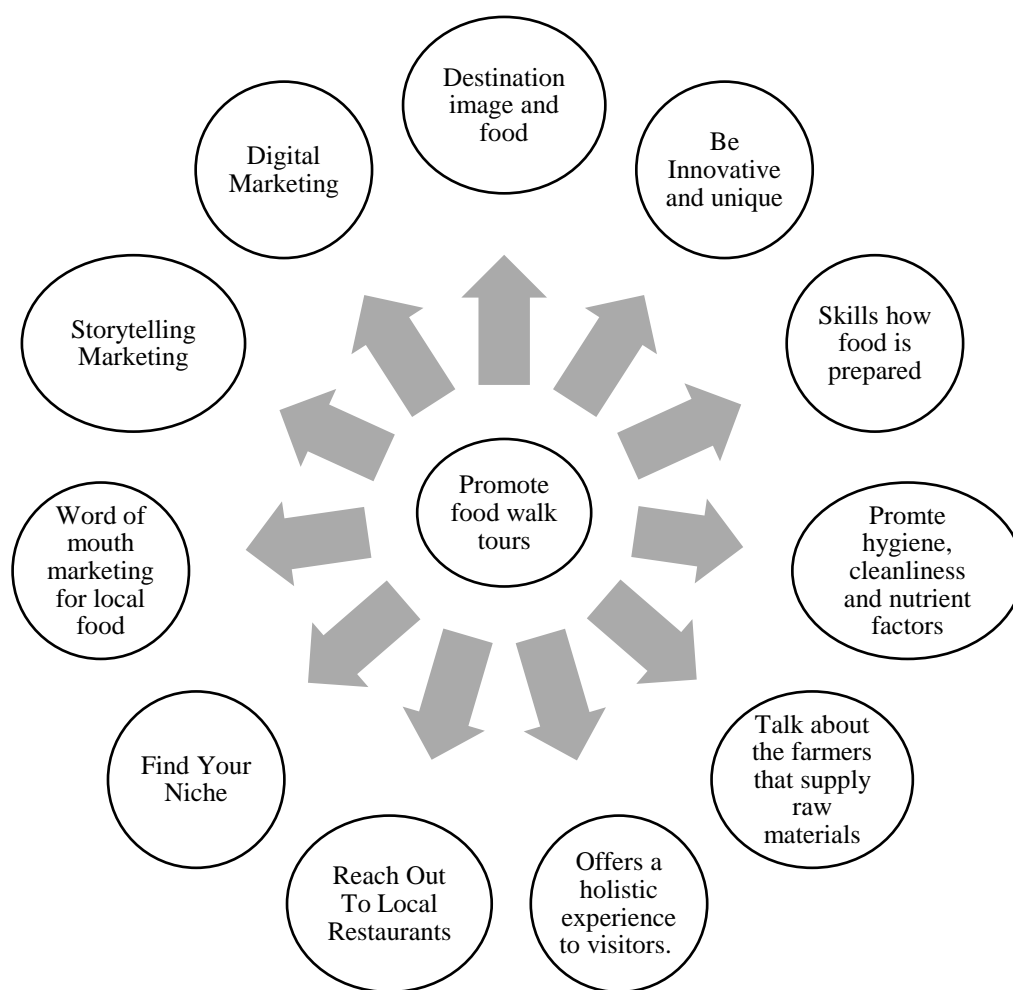 Destination
image and
food
Be
Innovative
and unique
Skills how
food is
prepared
Promte
hygiene,
cleanliness
and nutrient
factors
Talk about
the farmers
that supply
raw
materials
Offers a
holistic
experience
to visitors.
Reach Out
To Local
Restaurants
Find Your
Niche
Word of
mouth
marketing
for local
food
Storytelling
Marketing
Digital
Marketing
Promote
food walk
tours